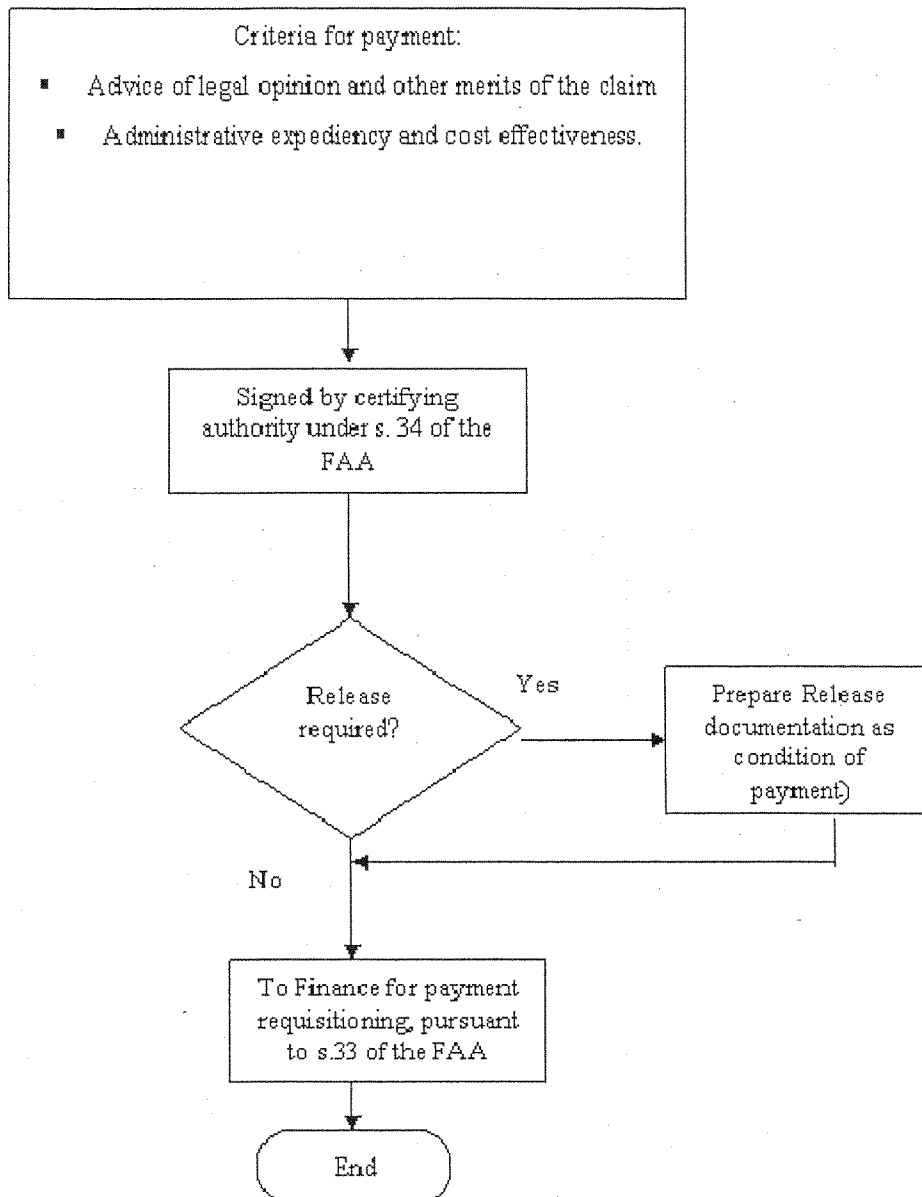 Criteria for payment:
▪ Advice of legal opinion and other merits of the claim
▪ Administrative expediency and cost effectiveness.
Signed by certifying
authority under s. 34 of the
FAA
Release
required?
Yes
Prepare Release
documentation as
condition of
payment)
No
To Finance for payment
requisitioning, pursuant
to s.33 of the FAA
End